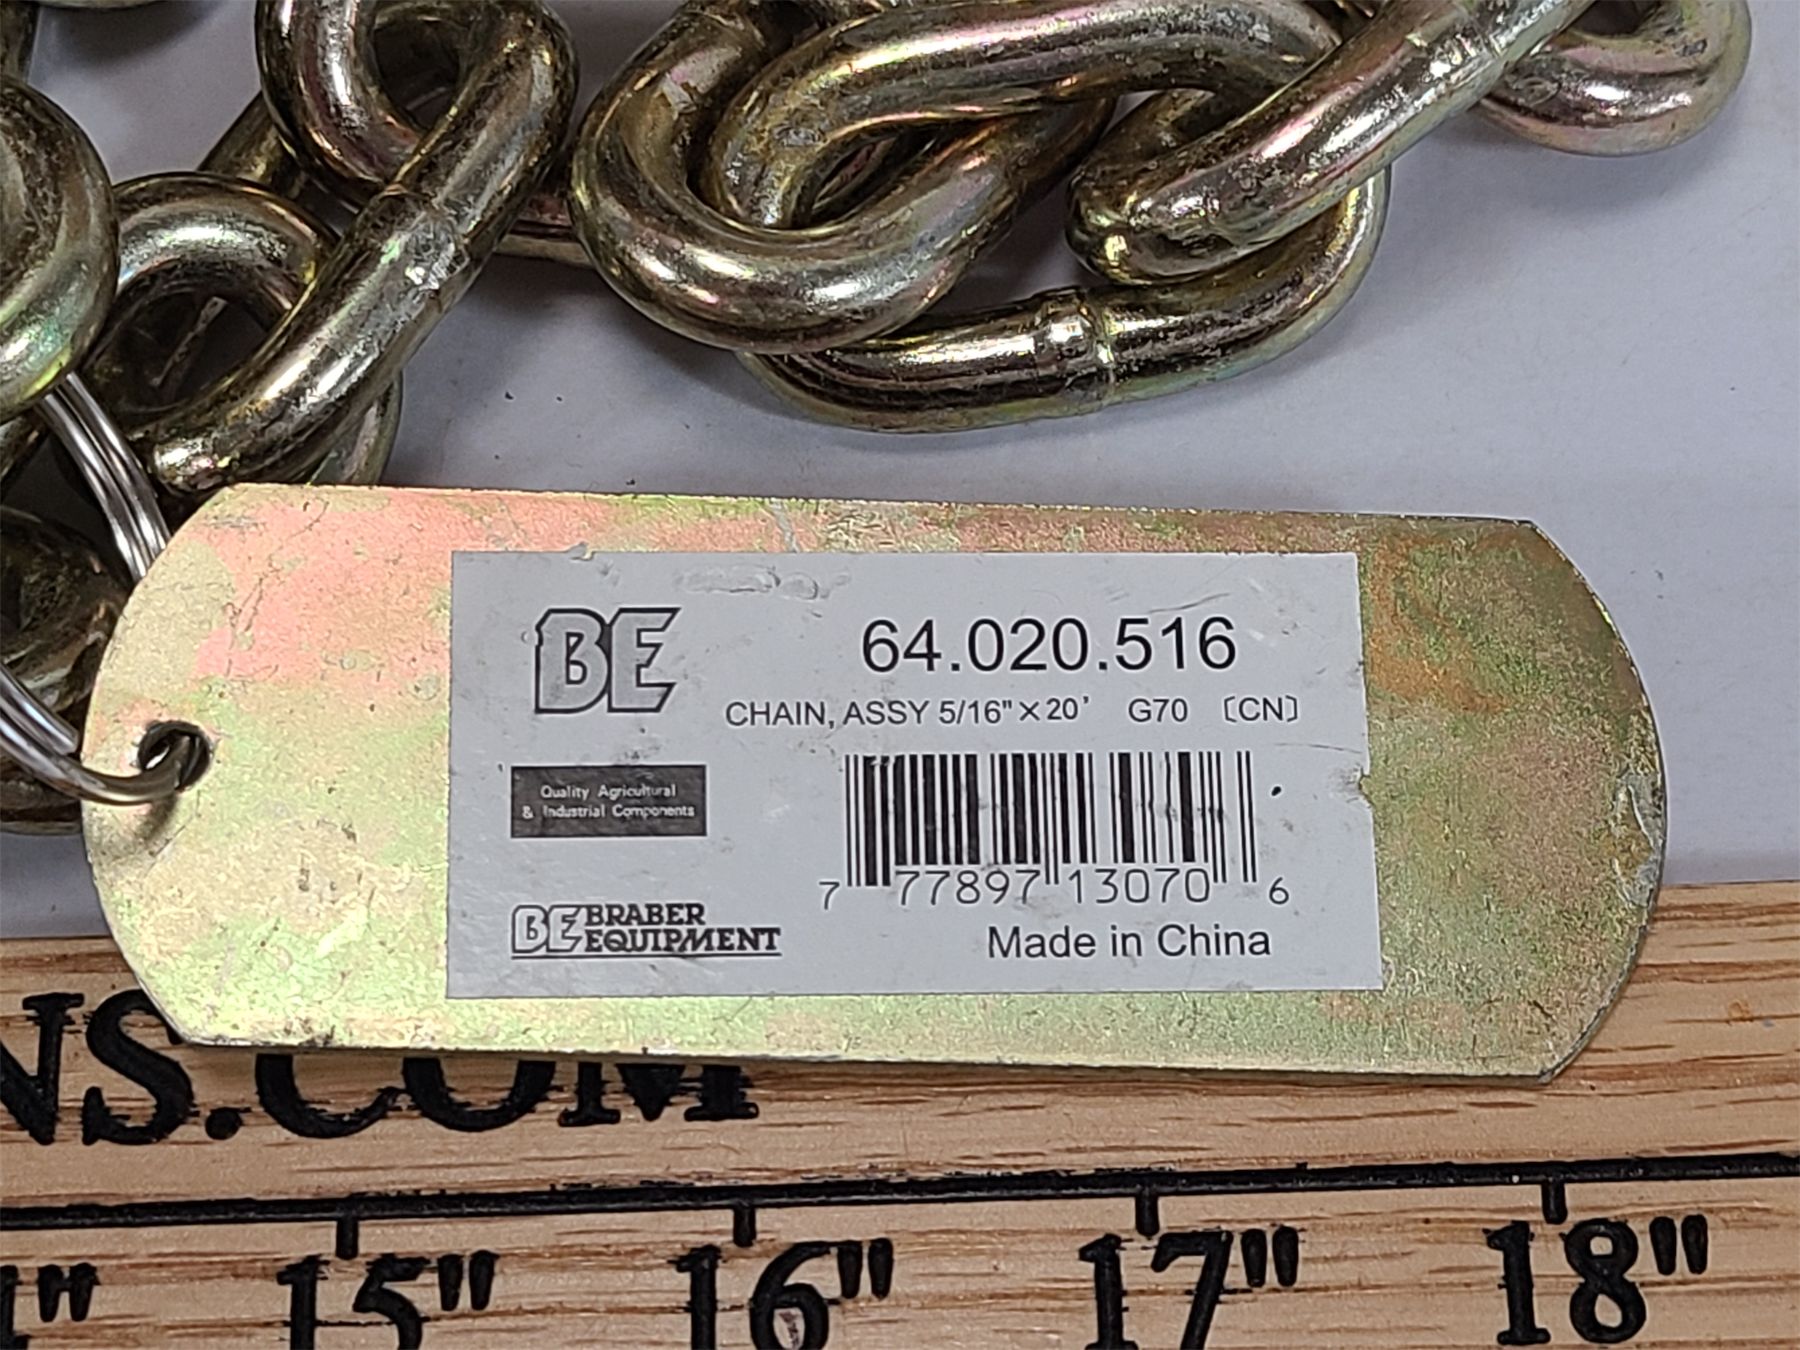 BE
64.020.516
CHAIN, ASSY 5/16"×20' G70 〔CN〕
Quality Agricultural
& Industrial Components
7 77897 13070 6
BE BRABER
EQUIPMENT
Made in China
NS.COM
15" 16" 17" 18"